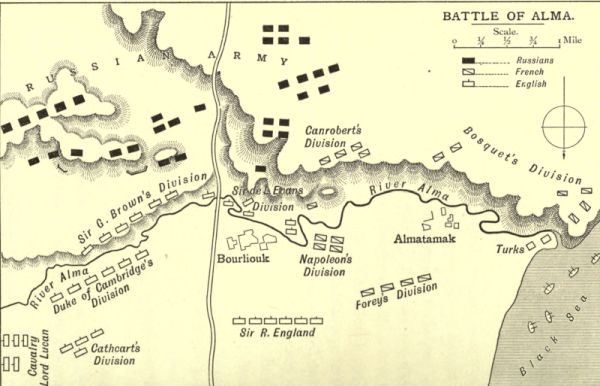 BATTLE OF ALMA.
Scale.
0 ¼ ½ ¾ 1 Mile
Russians
French
English
RUSSIAN ARMY
Canrobert's
Division
Bosquet's Division
Sir G. Brown's Division
Sir de L. Evans
Division
River Alma
Bourliouk
Napoleon's
Division
Almatamak
Turks
River Alma
Duke of Cambridge's
Division
Foreys Division
Sir R. England
Cathcart's
Division
Cavalry
Lord Lucan
Black Sea